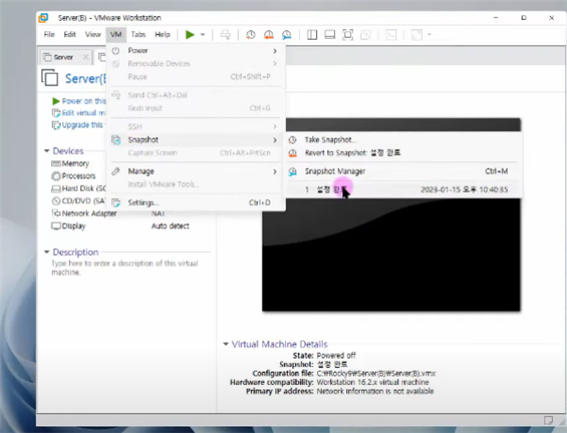 Server(B) - VMware Workstation
File Edit View VM Tabs Help
Server
Server(B
Power on this
Edit virtual m
Upgrade this
Devices
Memory
Processors
Hard Disk (SC
CD/DVD (SA
Network Adapter NAT
Display Auto detect
Description
Type here to enter a description of this virtual
machine.
Power
Removable Devices
Pause Ctrl+Shift+P
Send Ctrl+Alt+Del
Grab Input Ctrl+G
SSH
Snapshot
Capture Screen Ctrl+Alt+PrtScn
Manage
Install VMware Tools...
Settings... Ctrl+D
Take Snapshot...
Revert to Snapshot: 설정 완료
Snapshot Manager Ctrl+M
1 설정 완료 2023-01-15 오후 10:40:35
Virtual Machine Details
State: Powered off
Snapshot: 설정 완료
Configuration file: C:₩Rocky9₩Server(B)₩Server(B).vmx
Hardware compatibility: Workstation 16.2.x virtual machine
Primary IP address: Network information is not available